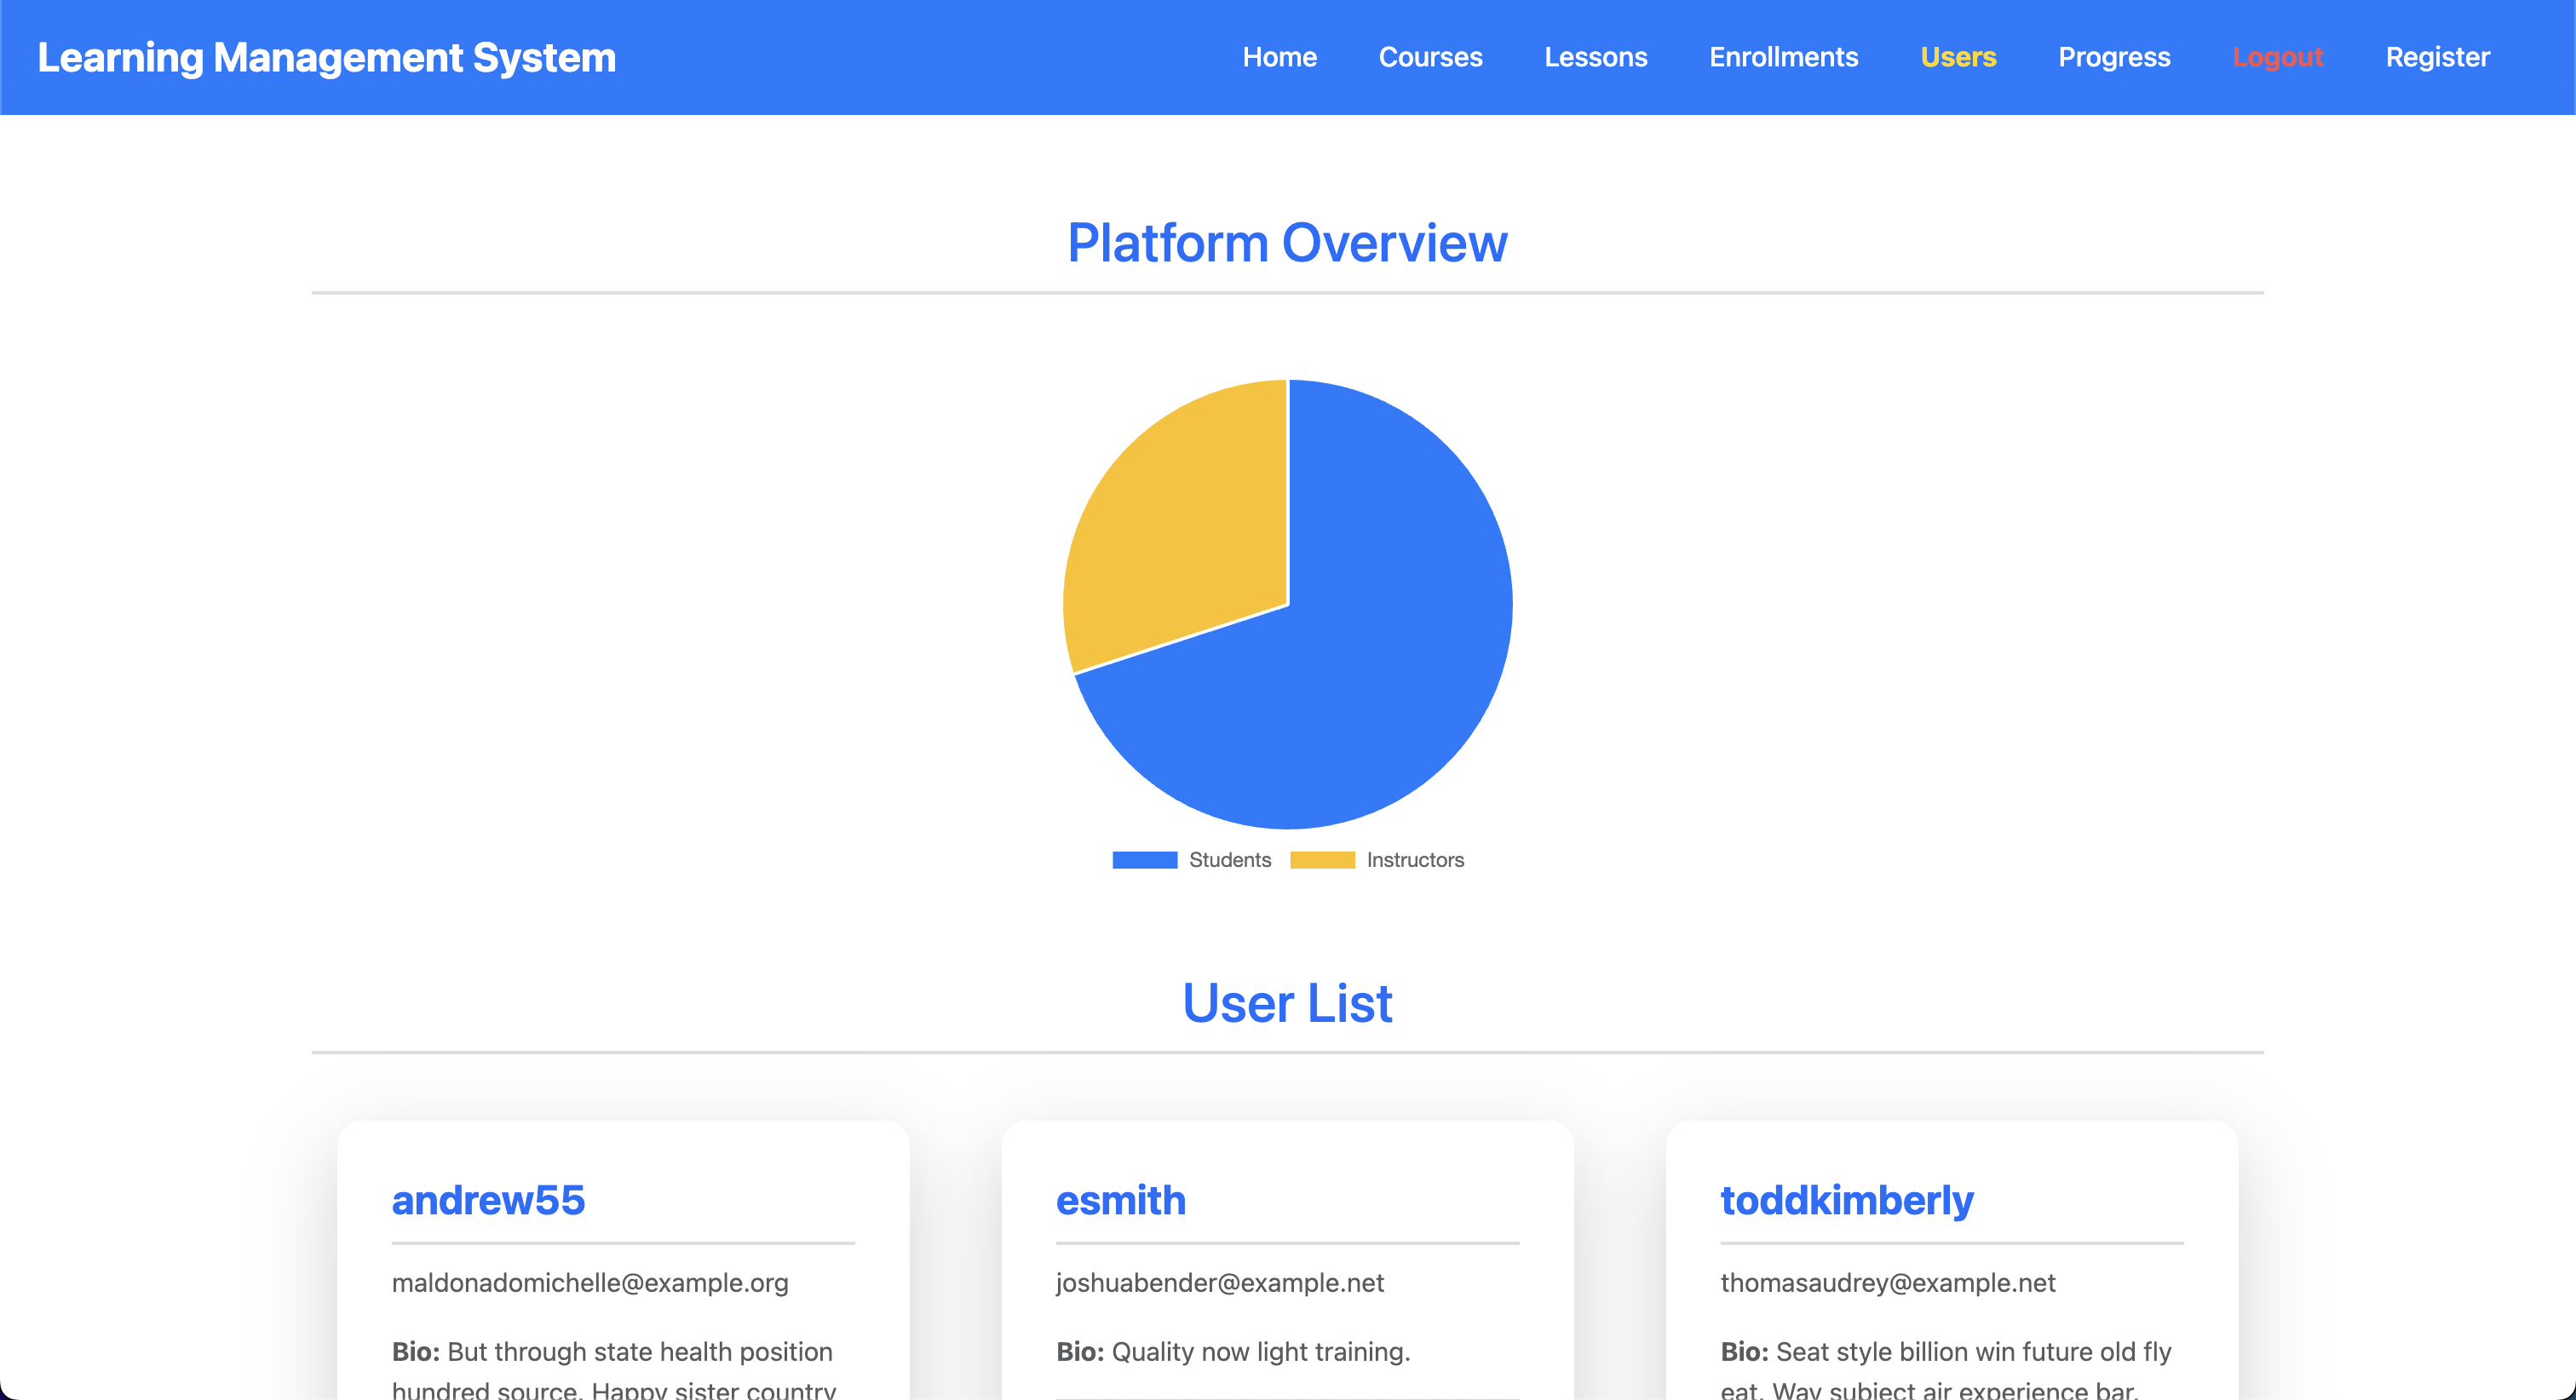 Learning Management System
Home Courses Lessons Enrollments Users Progress Logout Register
Platform Overview
Students Instructors
User List
andrew55
maldonadomichelle@example.org
Bio: But through state health position
hundred source. Happy sister country
esmith
joshuabender@example.net
Bio: Quality now light training.
toddkimberly
thomasaudrey@example.net
Bio: Seat style billion win future old fly
eat. Way subject air experience bar.